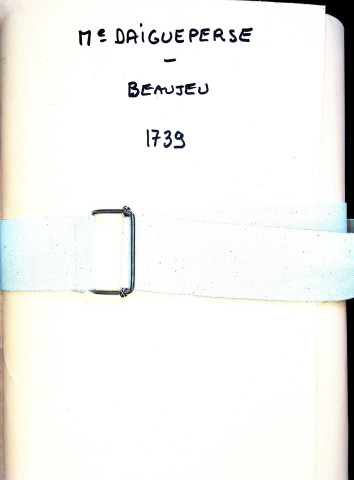 Mᵉ DAIGUEPERSE
-
BEAUJEU
1739